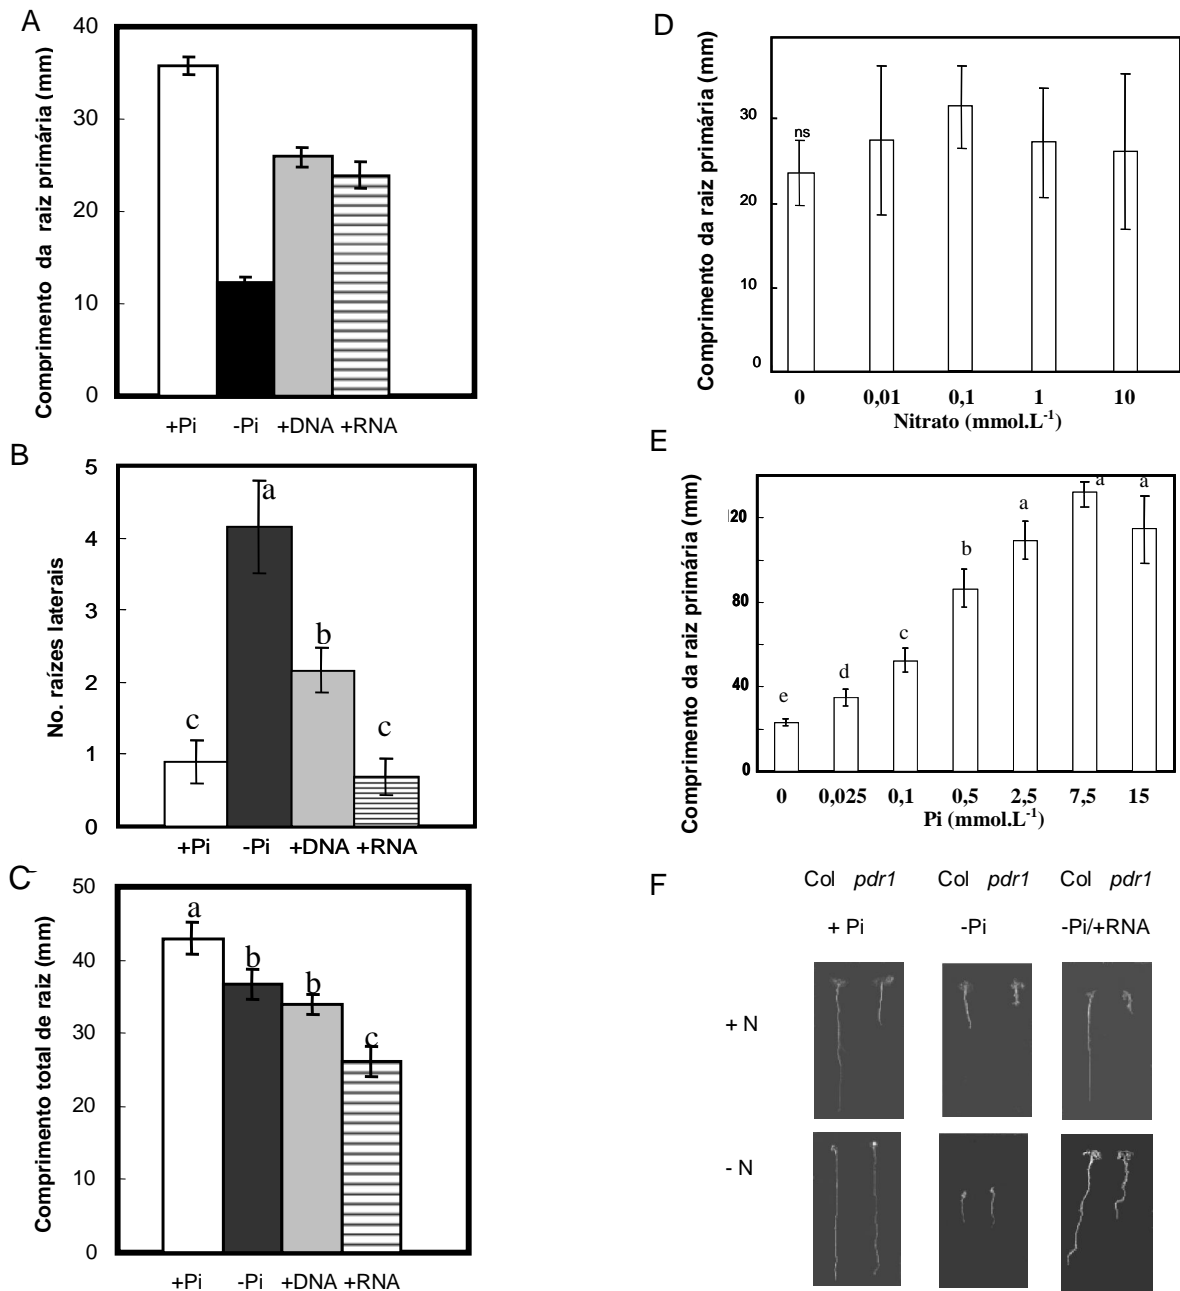 A
Comprimento da raiz primária (mm)
40
30
20
10
0
+Pi -Pi +DNA +RNA
B
No. raízes laterais
5
4
3
2
1
0
c
a
b
c
+Pi -Pi +DNA +RNA
C
Comprimento total de raiz (mm)
50
40
30
20
10
0
a
b
b
c
+Pi -Pi +DNA +RNA
D
Comprimento da raiz primária (mm)
30
20
10
0
ns
0 0,01 0,1 1 10
Nitrato (mmol.L-1)
E
Comprimento da raiz primária (mm)
120
80
40
0
e
d
c
b
a
a
a
0 0,025 0,1 0,5 2,5 7,5 15
Pi (mmol.L-1)
F
Col pdr1 Col pdr1 Col pdr1
+ Pi -Pi -Pi/+RNA
+ N
- N